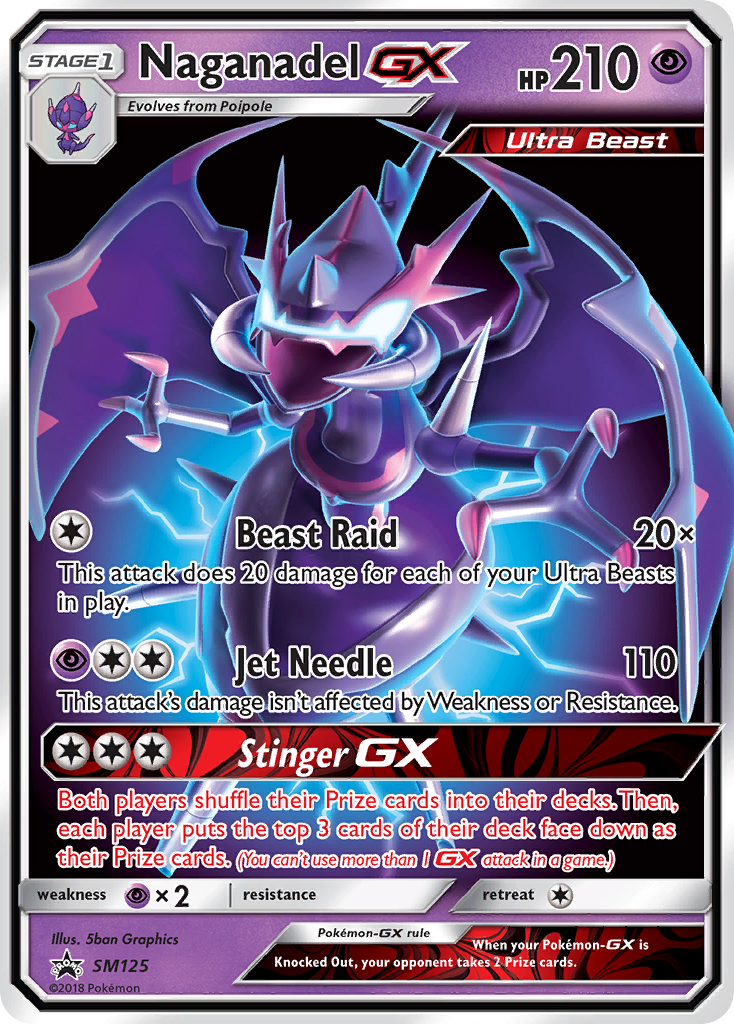 STAGE1
Naganadel GX
HP 210
Evolves from Poipole
Ultra Beast
Beast Raid 20×
This attack does 20 damage for each of your Ultra Beasts
in play.
Jet Needle 110
This attack's damage isn't affected by Weakness or Resistance.
Stinger GX
Both players shuffle their Prize cards into their decks. Then,
each player puts the top 3 cards of their deck face down as
their Prize cards. (You can't use more than 1 GX attack in a game.)
weakness × 2 resistance retreat
Illus. 5ban Graphics
PROMO SM125
©2018 Pokémon
Pokémon-GX rule
When your Pokémon-GX is
Knocked Out, your opponent takes 2 Prize cards.